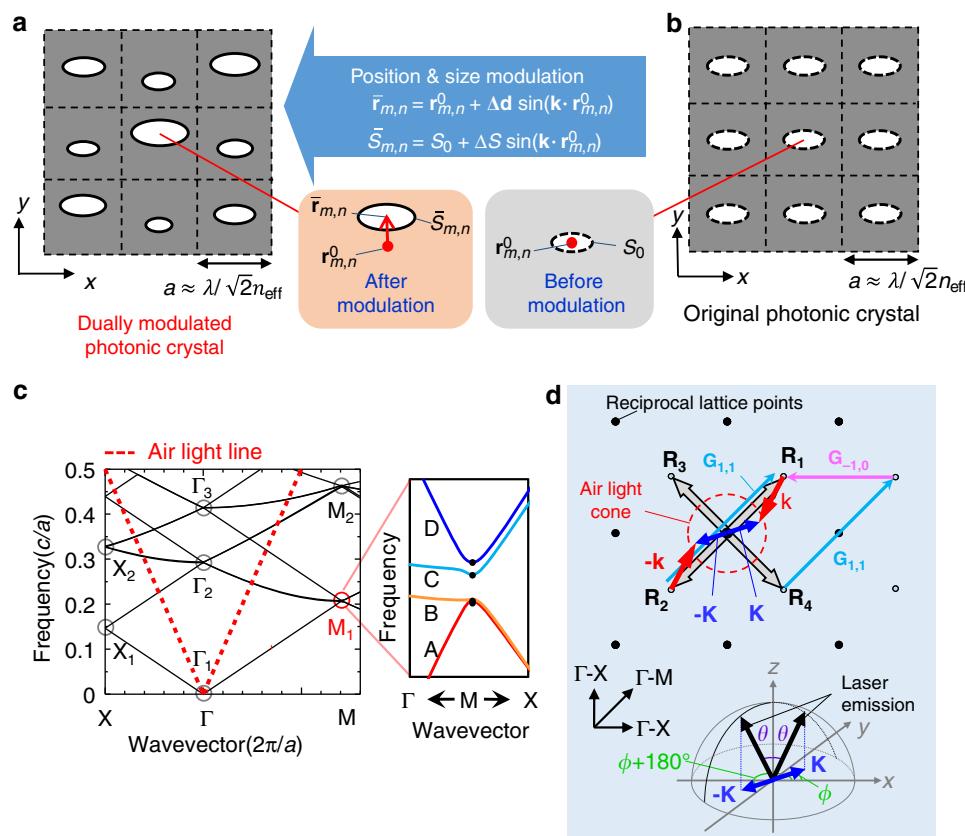 a
Position & size modulation
r̄m,n = r⁰m,n + Δd sin(k· r⁰m,n)
S̄m,n = S₀ + ΔS sin(k· r⁰m,n)
y
x
a ≈ λ/√2neff
Dually modulated
photonic crystal
r̄m,n
S̄m,n
r⁰m,n
After
modulation
r⁰m,n
S₀
Before
modulation
b
y
x
a ≈ λ/√2neff
Original photonic crystal
c
Air light line
Frequency(c/a)
0.5
0.4
0.3
0.2
0.1
0
X₂
X₁
Γ₃
Γ₂
Γ₁
M₂
M₁
X
Γ
M
Wavevector(2π/a)
Frequency
D
C
B
A
Γ
M
X
Wavevector
d
Reciprocal lattice points
R₃
G₁,₁
R₁
G₋₁,₀
Air light
cone
k
-k
G₁,₁
R₂
-K
K
R₄
Γ-X
Γ-M
Γ-X
z
Laser
emission
θ
θ
y
ϕ+180°
K
x
-K
ϕ